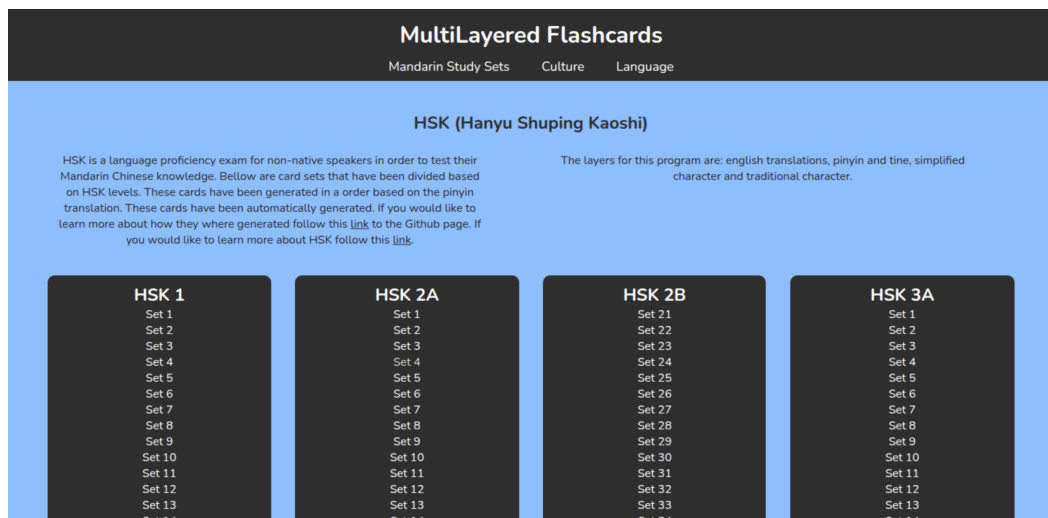 MultiLayered Flashcards
Mandarin Study Sets Culture Language
HSK (Hanyu Shuping Kaoshi)
HSK is a language proficiency exam for non-native speakers in order to test their
Mandarin Chinese knowledge. Bellow are card sets that have been divided based
on HSK levels. These cards have been generated in a order based on the pinyin
translation. These cards have been automatically generated. If you would like to
learn more about how they where generated follow this link to the Github page. If
you would like to learn more about HSK follow this link.
The layers for this program are: english translations, pinyin and tine, simplified
character and traditional character.
HSK 1
Set 1
Set 2
Set 3
Set 4
Set 5
Set 6
Set 7
Set 8
Set 9
Set 10
Set 11
Set 12
Set 13
HSK 2A
Set 1
Set 2
Set 3
Set 4
Set 5
Set 6
Set 7
Set 8
Set 9
Set 10
Set 11
Set 12
Set 13
HSK 2B
Set 21
Set 22
Set 23
Set 24
Set 25
Set 26
Set 27
Set 28
Set 29
Set 30
Set 31
Set 32
Set 33
HSK 3A
Set 1
Set 2
Set 3
Set 4
Set 5
Set 6
Set 7
Set 8
Set 9
Set 10
Set 11
Set 12
Set 13